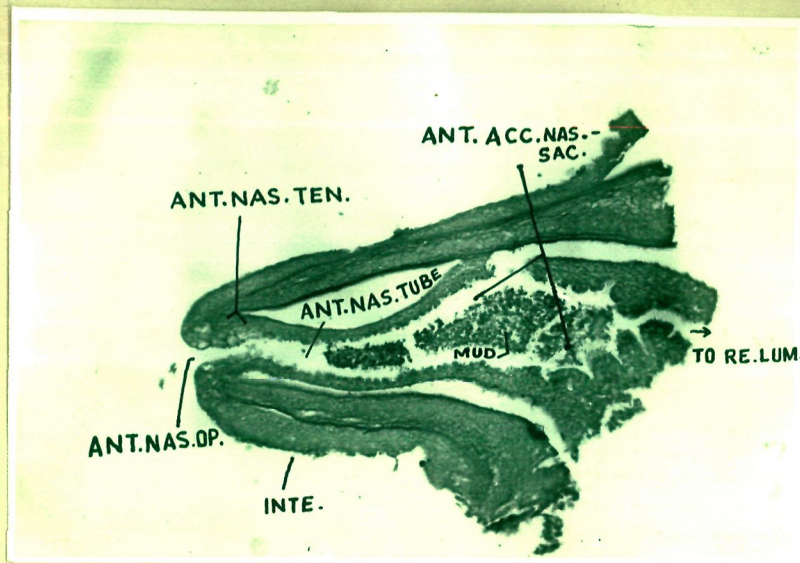 ANT. ACC.NAS.-
SAC.
ANT.NAS.TEN.
ANT.NAS.TUBE
MUD
→
TO RE.LUM
ANT.NAS.OP.
INTE.